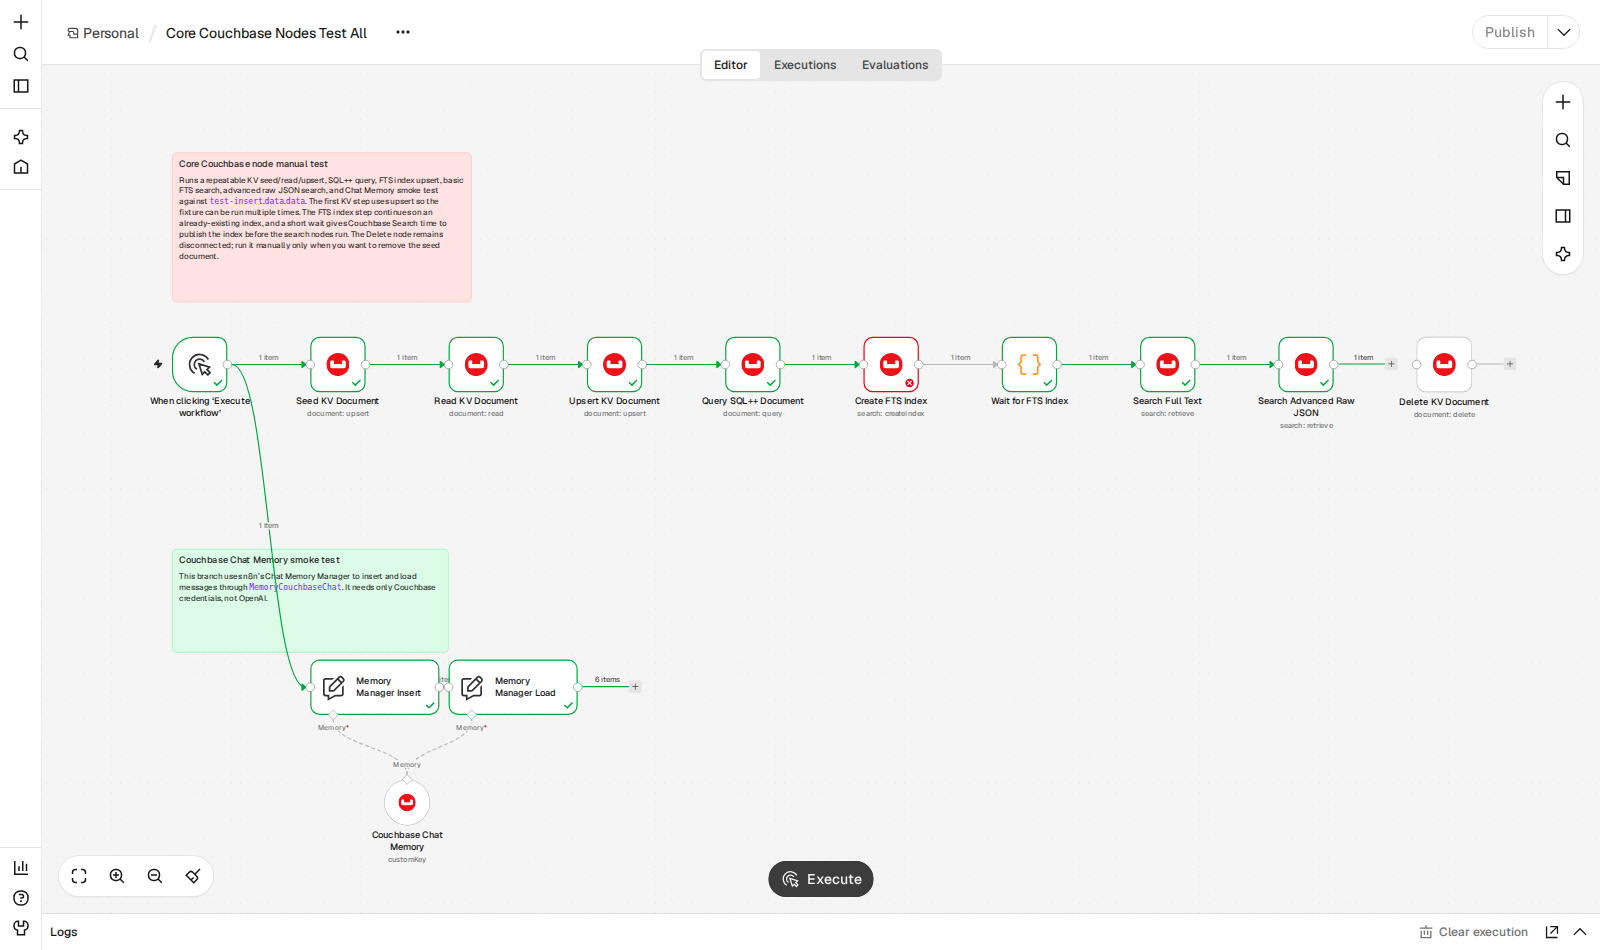 Personal / Core Couchbase Nodes Test All
Publish
Editor Executions Evaluations
Core Couchbase node manual test
Runs a repeatable KV seed/read/upsert, SQL++ query, FTS index upsert, basic
FTS search, advanced raw JSON search, and Chat Memory smoke test
against test-insert.data.data. The first KV step uses upsert so the
fixture can be run multiple times. The FTS index step continues on an
already-existing index, and a short wait gives Couchbase Search time to
publish the index before the search nodes run. The Delete node remains
disconnected; run it manually only when you want to remove the seed
document.
1 item 1 item 1 item 1 item 1 item 1 item 1 item 1 item 1 item
When clicking 'Execute
workflow'
Seed KV Document
document: upsert
Read KV Document
document: read
Upsert KV Document
document: upsert
Query SQL++ Document
document: query
Create FTS Index
search: createIndex
Wait for FTS Index
Search Full Text
search: retrieve
Search Advanced Raw
JSON
search: retrieve
Delete KV Document
document: delete
1 item
Couchbase Chat Memory smoke test
This branch uses n8n's Chat Memory Manager to insert and load
messages through MemoryCouchbaseChat. It needs only Couchbase
credentials, not OpenAI.
Memory
Manager Insert
Memory
Manager Load
6 items
Memory*
Memory*
Memory
Couchbase Chat
Memory
customKey
Execute
Logs
Clear execution